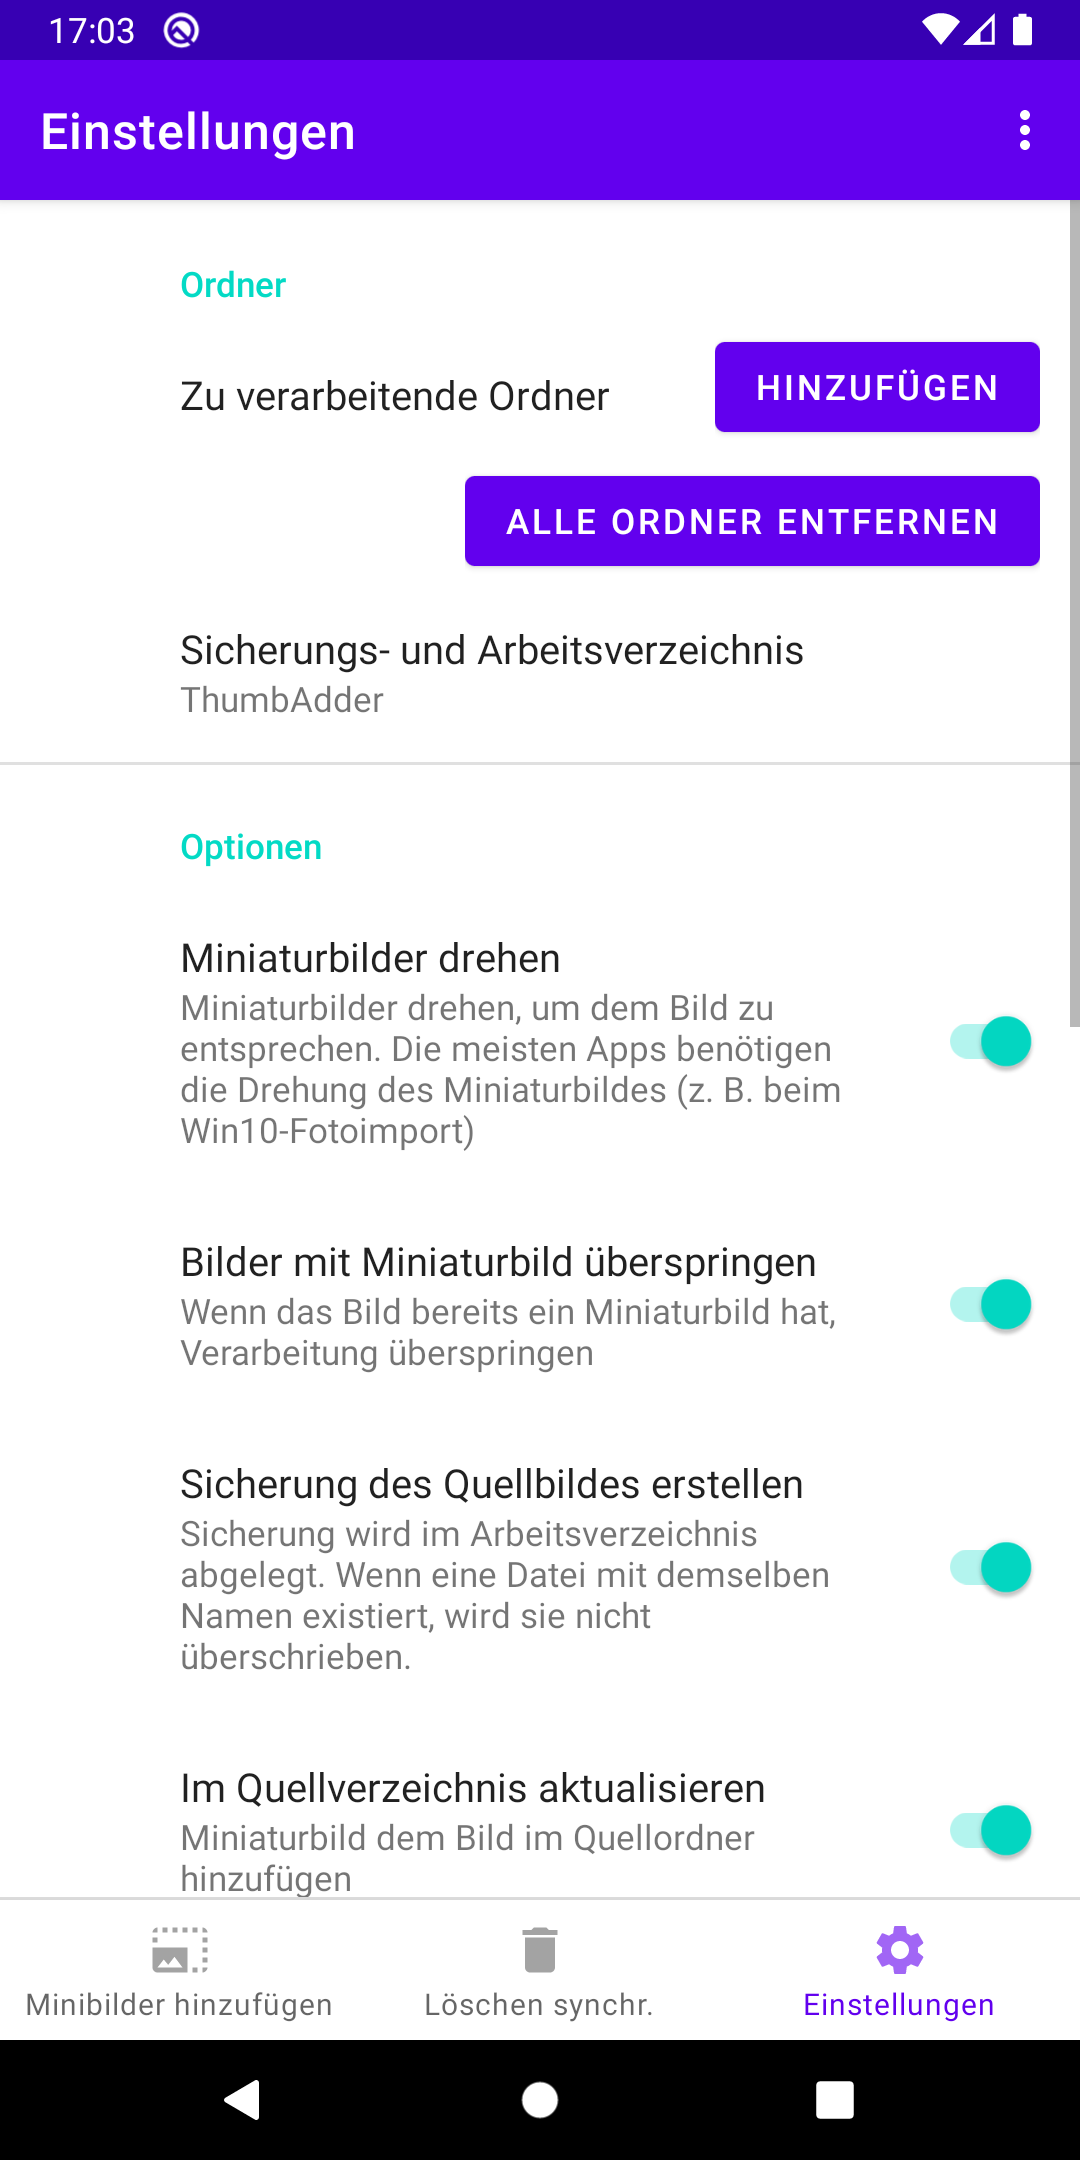 17:03
Einstellungen
Ordner
Zu verarbeitende Ordner
HINZUFÜGEN
ALLE ORDNER ENTFERNEN
Sicherungs- und Arbeitsverzeichnis
ThumbAdder
Optionen
Miniaturbilder drehen
Miniaturbilder drehen, um dem Bild zu
entsprechen. Die meisten Apps benötigen
die Drehung des Miniaturbildes (z. B. beim
Win10-Fotoimport)
Bilder mit Miniaturbild überspringen
Wenn das Bild bereits ein Miniaturbild hat,
Verarbeitung überspringen
Sicherung des Quellbildes erstellen
Sicherung wird im Arbeitsverzeichnis
abgelegt. Wenn eine Datei mit demselben
Namen existiert, wird sie nicht
überschrieben.
Im Quellverzeichnis aktualisieren
Miniaturbild dem Bild im Quellordner
hinzufügen
Minibilder hinzufügen
Löschen synchr.
Einstellungen